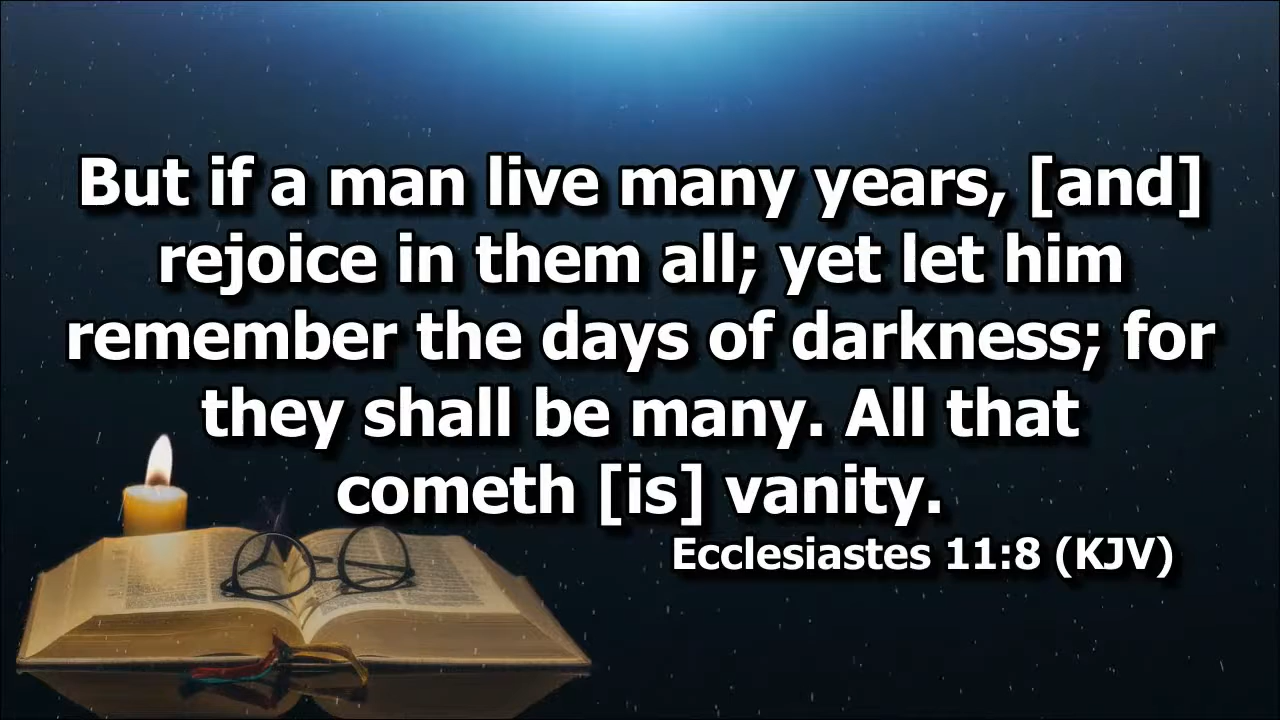 But if a man live many years, [and]
rejoice in them all; yet let him
remember the days of darkness; for
they shall be many. All that
cometh [is] vanity.
Ecclesiastes 11:8 (KJV)